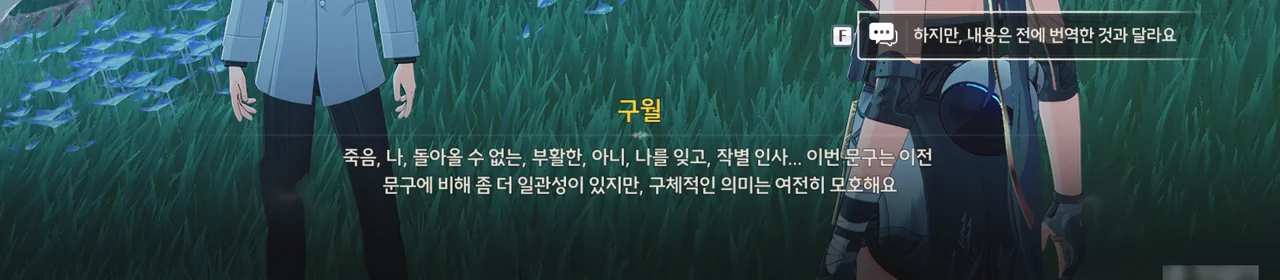 F 하지만, 내용은 전에 번역한 것과 달라요
구월
죽음, 나, 돌아올 수 없는, 부활한, 아니, 나를 잊고, 작별 인사... 이번 문구는 이전
문구에 비해 좀 더 일관성이 있지만, 구체적인 의미는 여전히 모호해요